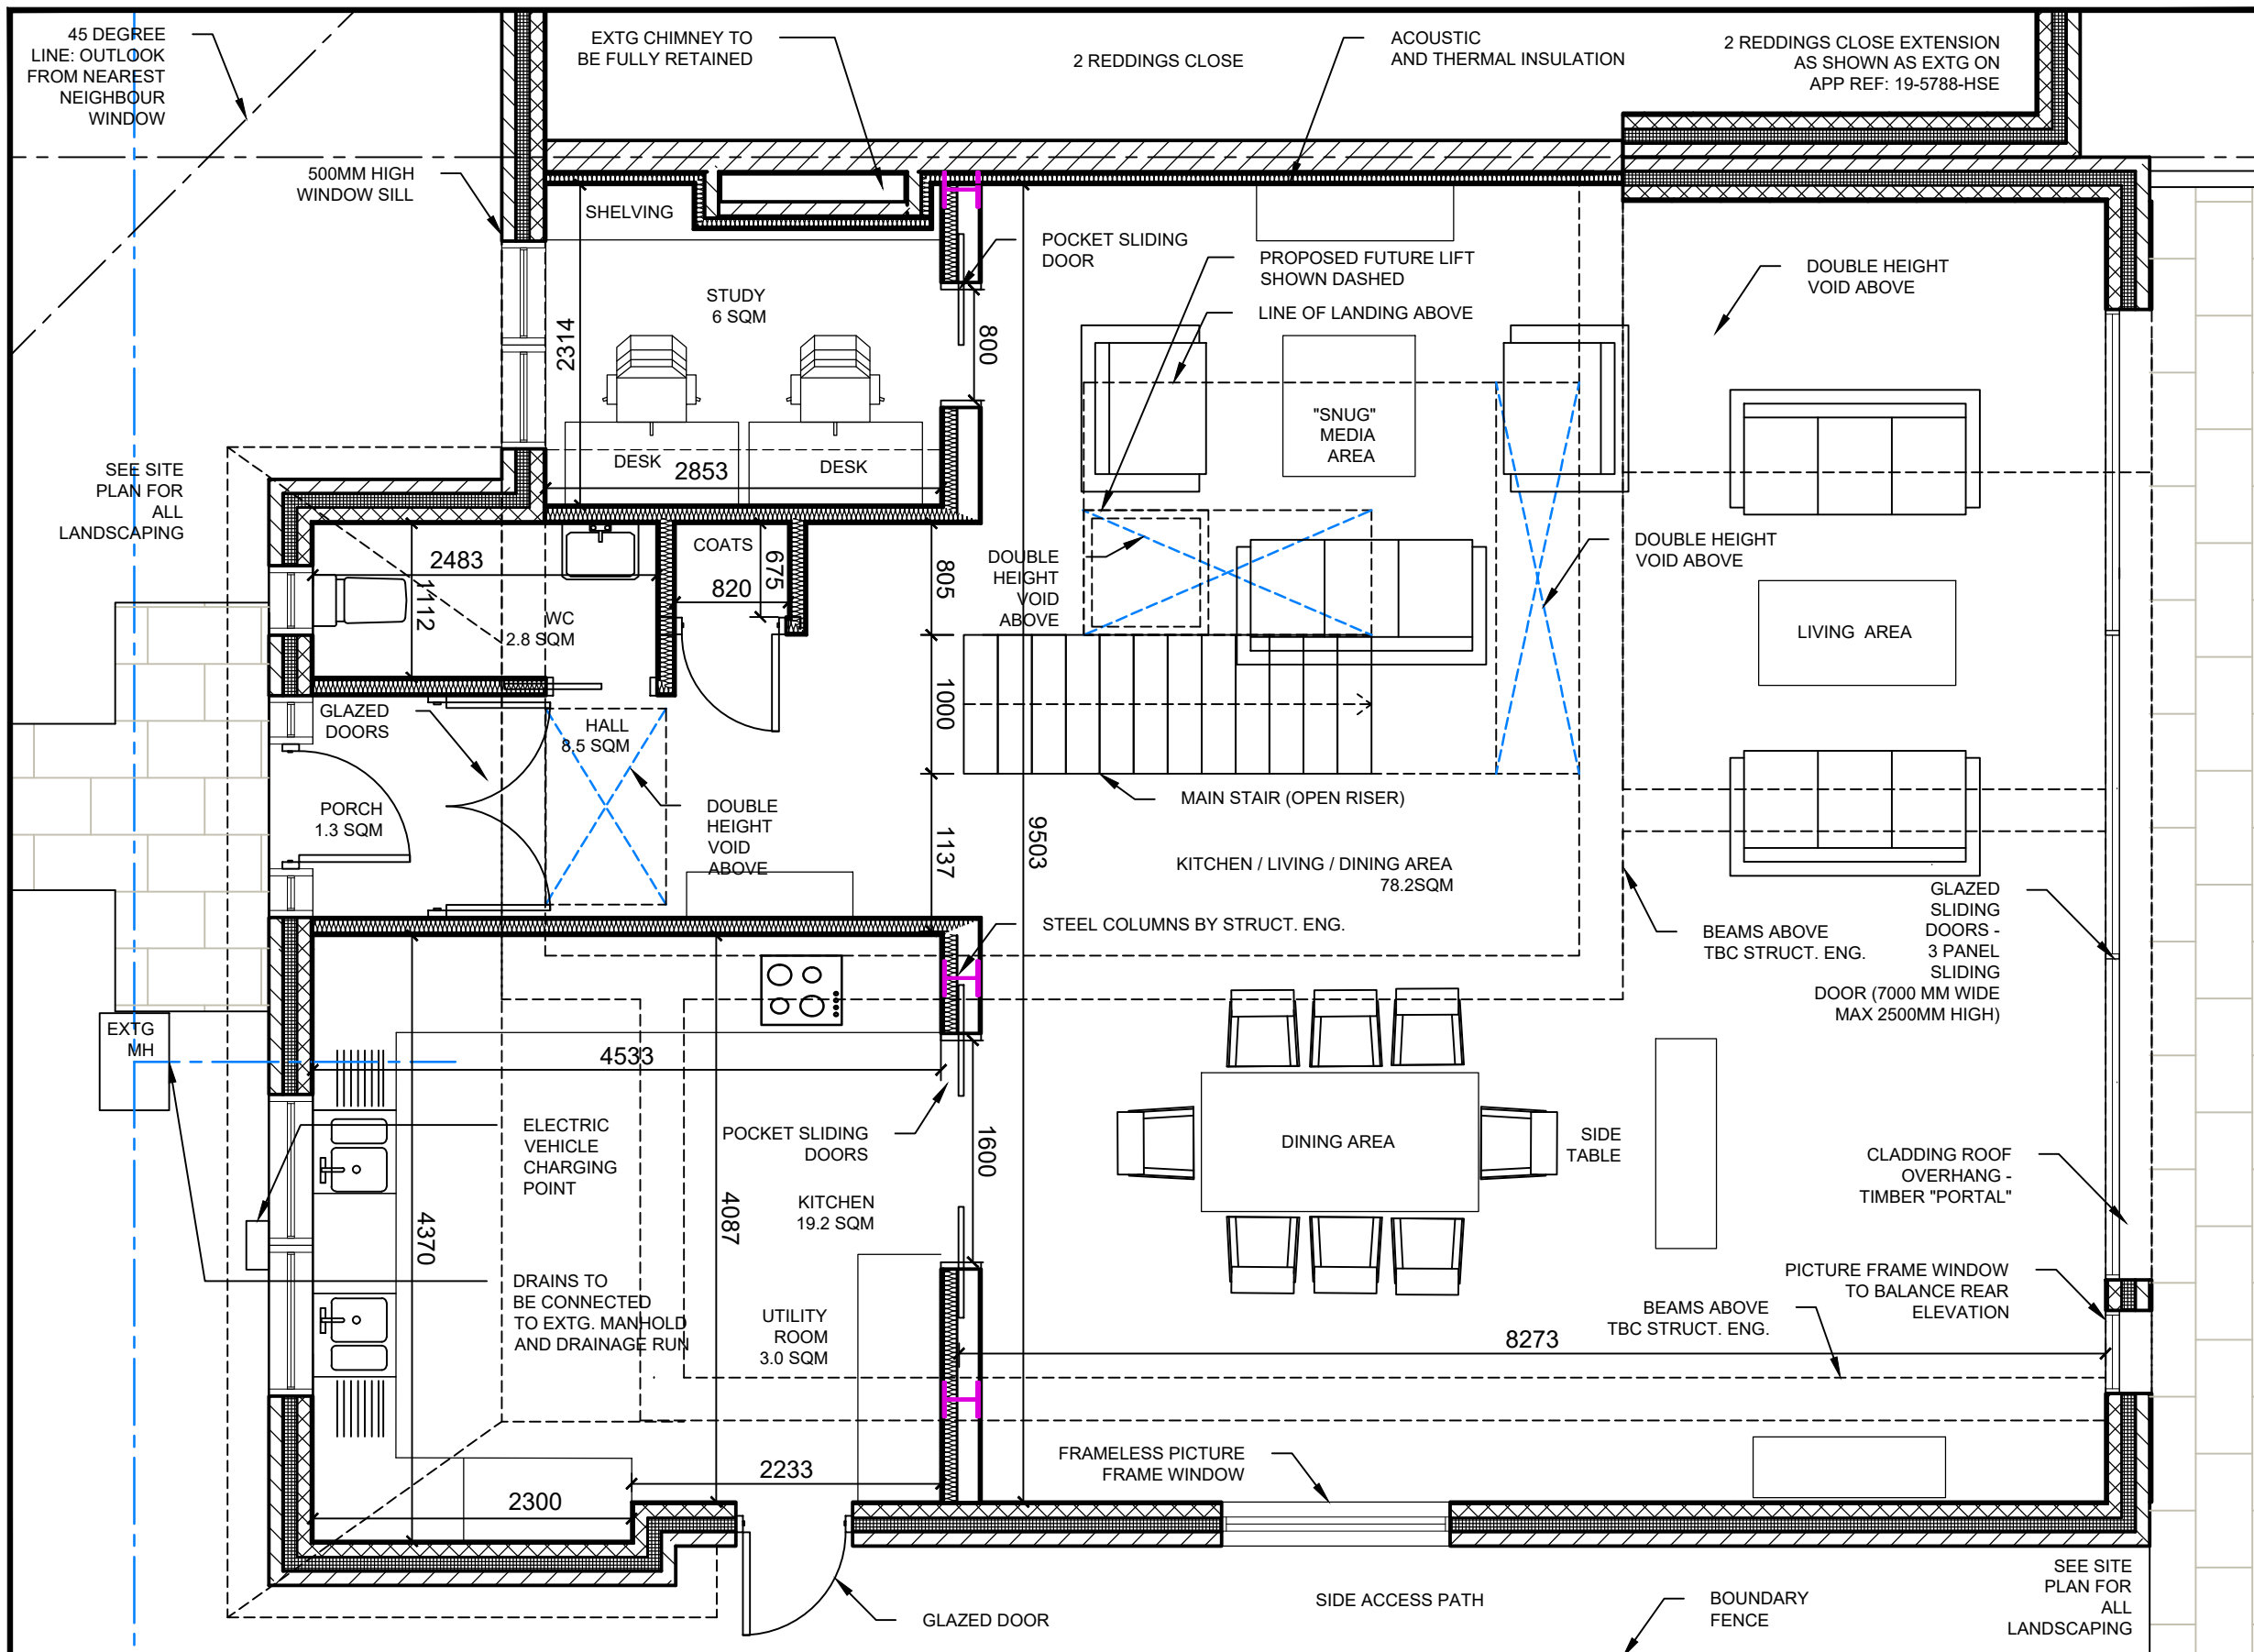 45 DEGREE
LINE: OUTLOOK
FROM NEAREST
NEIGHBOUR
WINDOW
EXTG CHIMNEY TO
BE FULLY RETAINED
2 REDDINGS CLOSE
ACOUSTIC
AND THERMAL INSULATION
2 REDDINGS CLOSE EXTENSION
AS SHOWN AS EXTG ON
APP REF: 19-5788-HSE
500MM HIGH
WINDOW SILL
SHELVING
POCKET SLIDING
DOOR
PROPOSED FUTURE LIFT
SHOWN DASHED
LINE OF LANDING ABOVE
DOUBLE HEIGHT
VOID ABOVE
STUDY
6 SQM
2314
800
"SNUG"
MEDIA
AREA
DESK
2853
DESK
SEE SITE
PLAN FOR
ALL
LANDSCAPING
COATS
675
820
2483
1112
WC
2.8 SQM
805
DOUBLE
HEIGHT
VOID
ABOVE
DOUBLE HEIGHT
VOID ABOVE
LIVING  AREA
1000
GLAZED
DOORS
HALL
8.5 SQM
PORCH
1.3 SQM
DOUBLE
HEIGHT
VOID
ABOVE
MAIN STAIR (OPEN RISER)
1137
9503
KITCHEN / LIVING / DINING AREA
78.2SQM
GLAZED
SLIDING
DOORS -
3 PANEL
SLIDING
DOOR (7000 MM WIDE
MAX 2500MM HIGH)
STEEL COLUMNS BY STRUCT. ENG.
BEAMS ABOVE
TBC STRUCT. ENG.
EXTG
MH
4533
ELECTRIC
VEHICLE
CHARGING
POINT
POCKET SLIDING
DOORS
1600
DINING AREA
SIDE
TABLE
CLADDING ROOF
OVERHANG -
TIMBER "PORTAL"
KITCHEN
19.2 SQM
4370
4087
DRAINS TO
BE CONNECTED
TO EXTG. MANHOLD
AND DRAINAGE RUN
UTILITY
ROOM
3.0 SQM
PICTURE FRAME WINDOW
TO BALANCE REAR
ELEVATION
BEAMS ABOVE
TBC STRUCT. ENG.
8273
FRAMELESS PICTURE
FRAME WINDOW
2233
2300
GLAZED DOOR
SIDE ACCESS PATH
BOUNDARY
FENCE
SEE SITE
PLAN FOR
ALL
LANDSCAPING